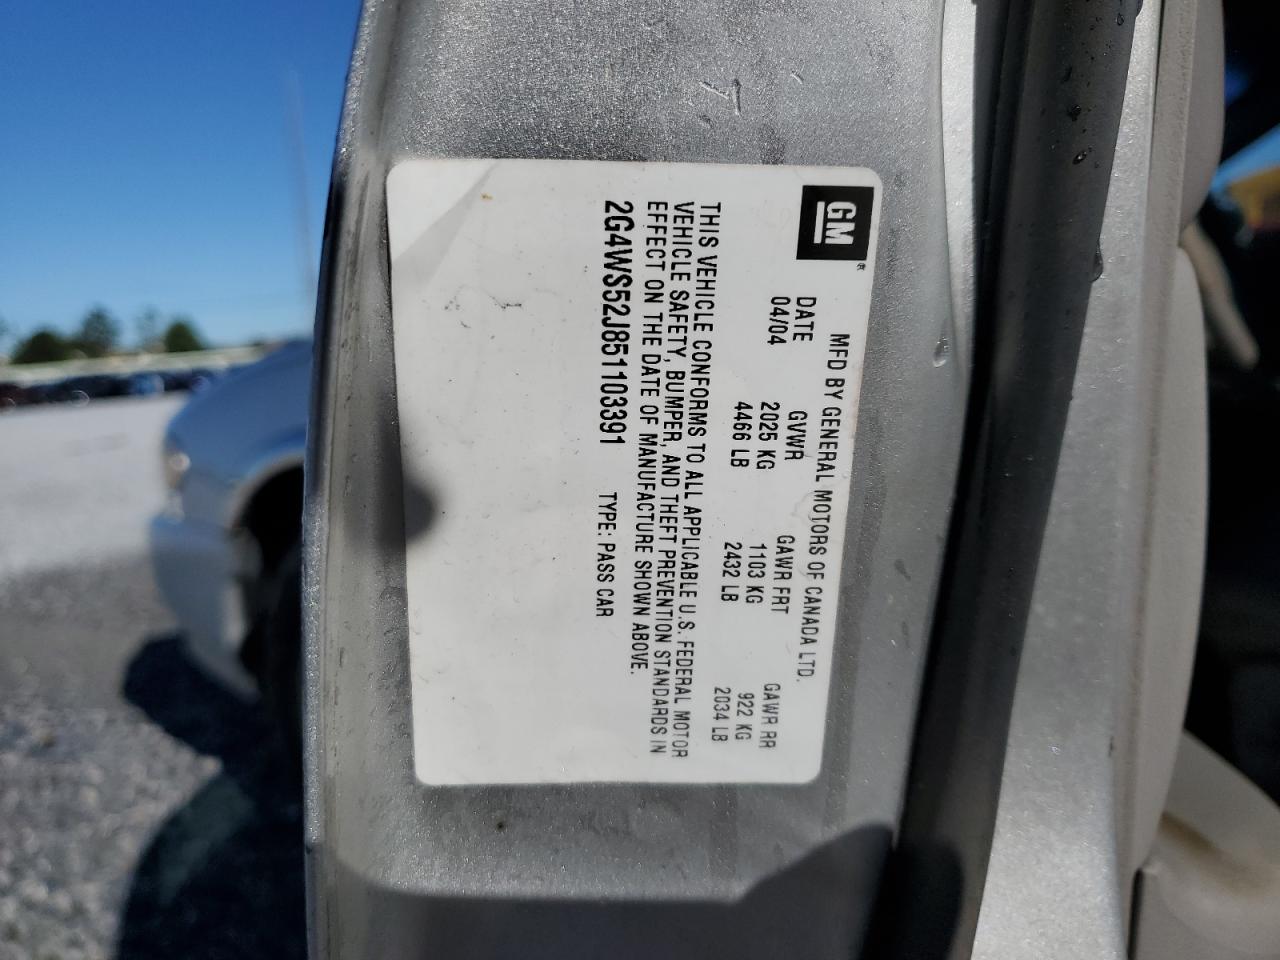 GM®
MFD BY GENERAL MOTORS OF CANADA LTD.
DATE GVWR GAWR FRT GAWR RR
04/04 2025 KG 1103 KG 922 KG
4466 LB 2432 LB 2034 LB
THIS VEHICLE CONFORMS TO ALL APPLICABLE U.S. FEDERAL MOTOR
VEHICLE SAFETY, BUMPER, AND THEFT PREVENTION STANDARDS IN
EFFECT ON THE DATE OF MANUFACTURE SHOWN ABOVE.
2G4WS52J851103391 TYPE: PASS CAR